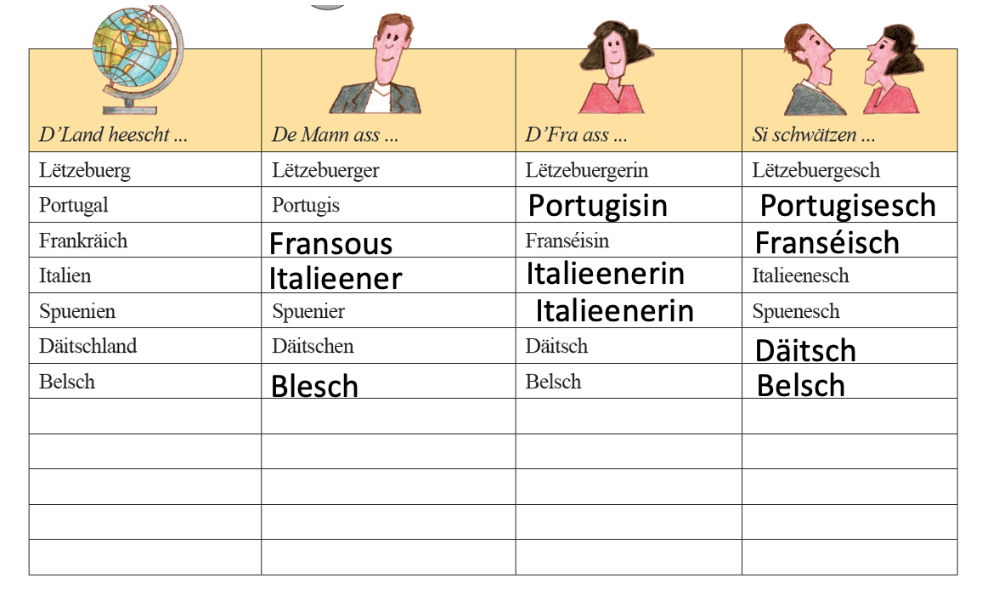 D'Land heescht ... De Mann ass ... D'Fra ass ... Si schwätzen ...
Lëtzebuerg Lëtzebuerger Lëtzebuergerin Lëtzebuergesch
Portugal Portugis Portugisin Portugisesch
Frankräich Fransous Franséisin Franséisch
Italien Italieener Italieenerin Italieenesch
Spuenien Spuenier Italieenerin Spuenesch
Däitschland Däitschen Däitsch Däitsch
Belsch Blesch Belsch Belsch